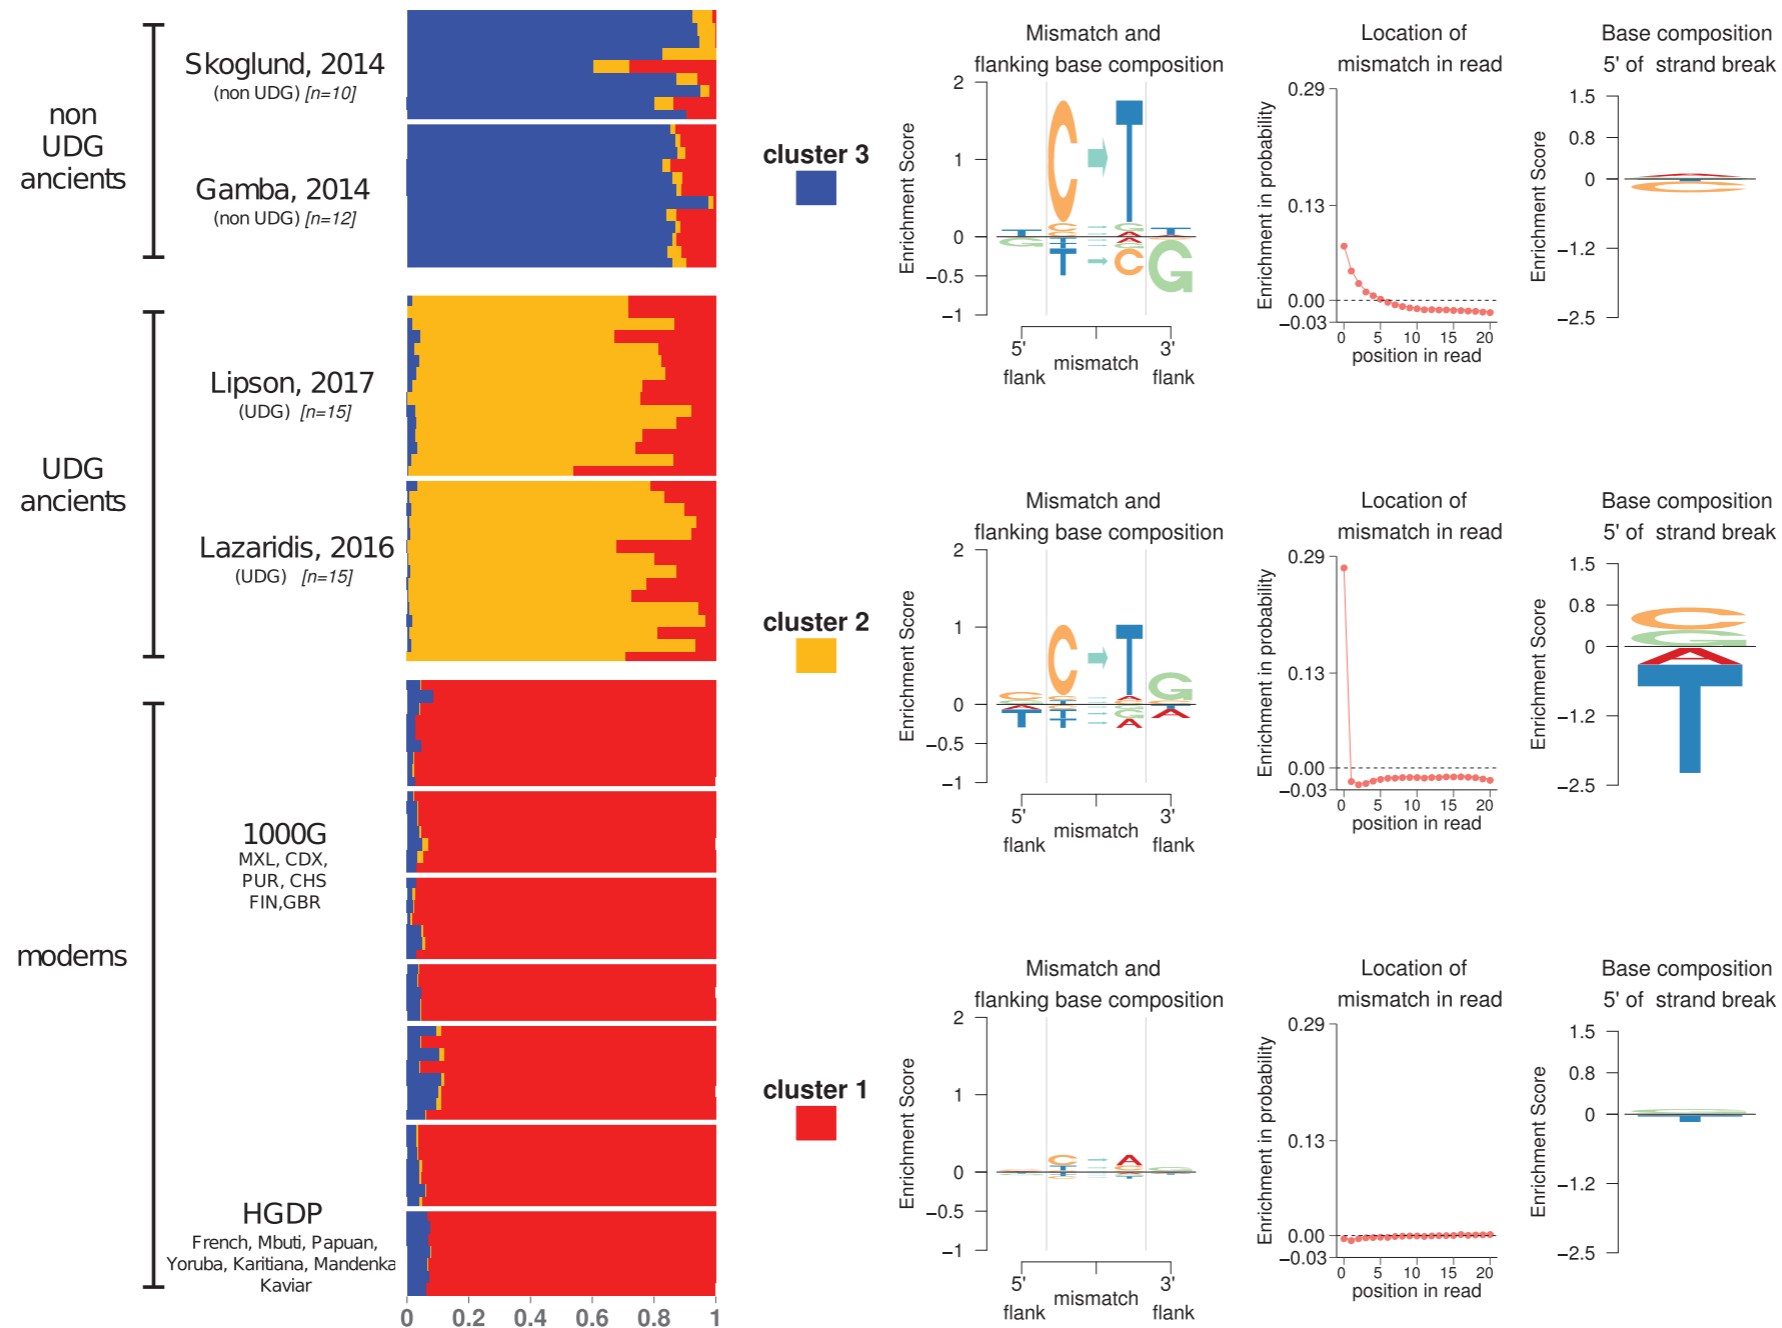 non
UDG
ancients
Skoglund, 2014
(non UDG) [n=10]
Gamba, 2014
(non UDG) [n=12]
UDG
ancients
Lipson, 2017
(UDG) [n=15]
Lazaridis, 2016
(UDG) [n=15]
moderns
1000G
MXL, CDX,
PUR, CHS
FIN,GBR
HGDP
French, Mbuti, Papuan,
Yoruba, Karitiana, Mandenka
Kaviar
0 0.2 0.4 0.6 0.8 1
cluster 3
Mismatch and
flanking base composition
Enrichment Score
2
1
0
−0.5
−1
C T
T C
G G
5' flank
mismatch
3' flank
Location of
mismatch in read
Enrichment in probability
0.29
0.13
0.00
−0.03
0 5 10 15 20
position in read
Base composition
5' of strand break
Enrichment Score
1.5
0.8
0
−1.2
−2.5
C
cluster 2
Mismatch and
flanking base composition
Enrichment Score
2
1
0
−0.5
−1
C T
C G
T T G A A
5' flank
mismatch
3' flank
Location of
mismatch in read
Enrichment in probability
0.29
0.13
0.00
−0.03
0 5 10 15 20
position in read
Base composition
5' of strand break
Enrichment Score
1.5
0.8
0
−1.2
−2.5
C
G
A
T
cluster 1
Mismatch and
flanking base composition
Enrichment Score
2
1
0
−0.5
−1
C A
5' flank
mismatch
3' flank
Location of
mismatch in read
Enrichment in probability
0.29
0.13
0.00
−0.03
0 5 10 15 20
position in read
Base composition
5' of strand break
Enrichment Score
1.5
0.8
0
−1.2
−2.5
T